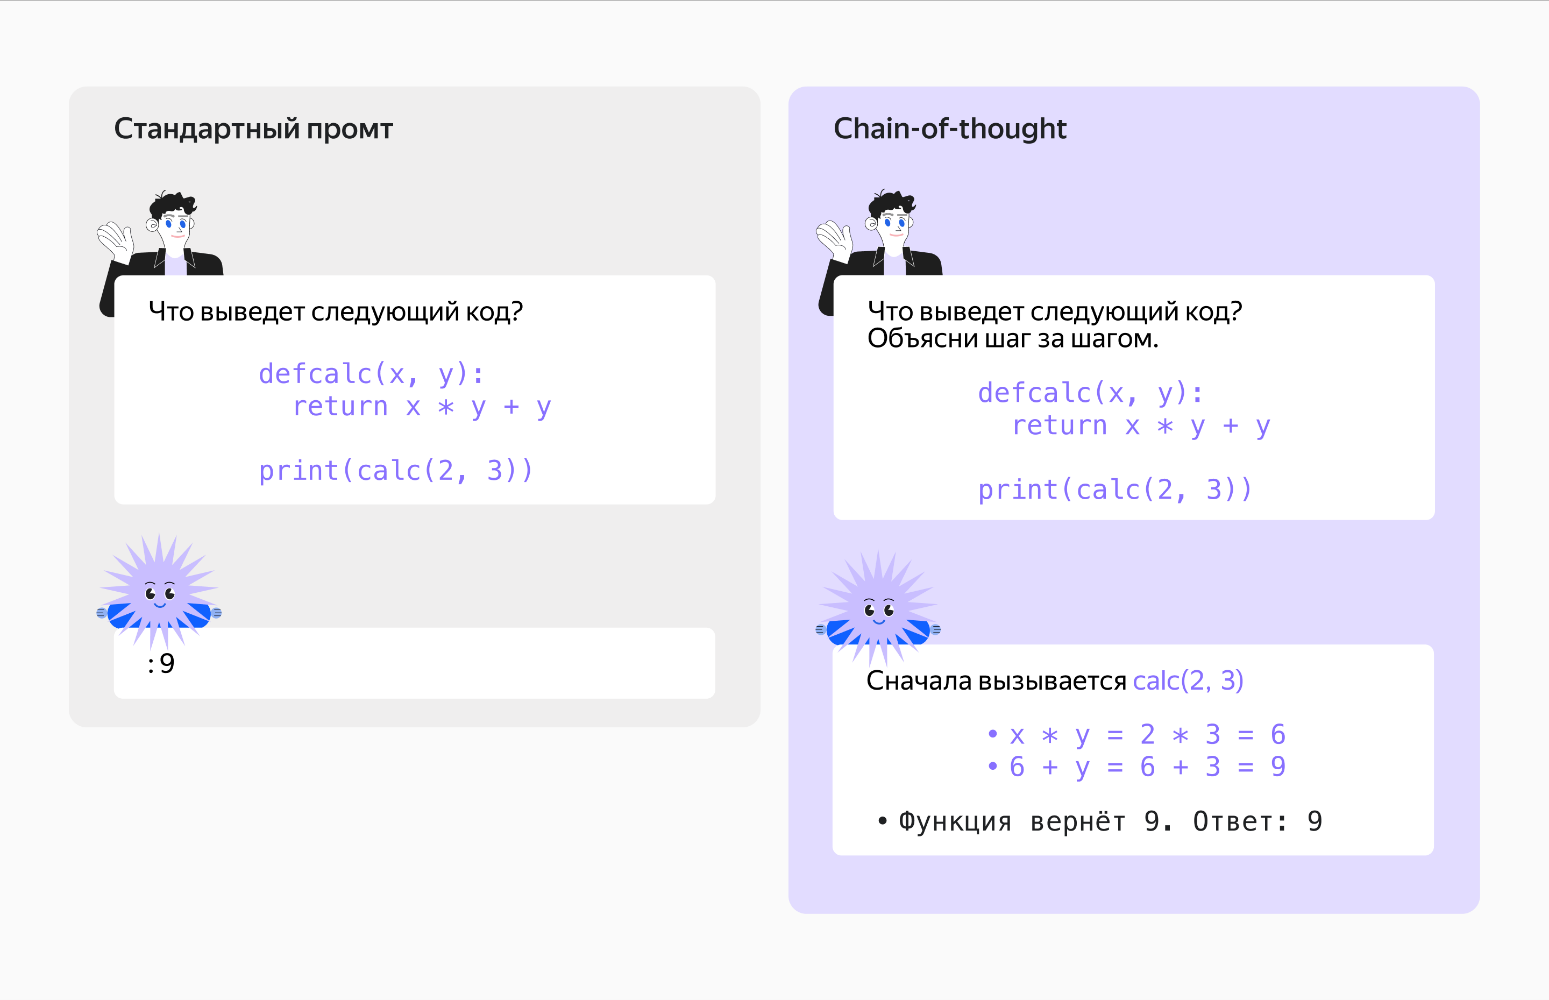 Стандартный промт
Что выведет следующий код?
defcalc(x, y):
return x * y + y
print(calc(2, 3))
:9
Chain-of-thought
Что выведет следующий код?
Объясни шаг за шагом.
defcalc(x, y):
return x * y + y
print(calc(2, 3))
Сначала вызывается calc(2, 3)
• x * y = 2 * 3 = 6
• 6 + y = 6 + 3 = 9
• Функция вернёт 9. Ответ: 9